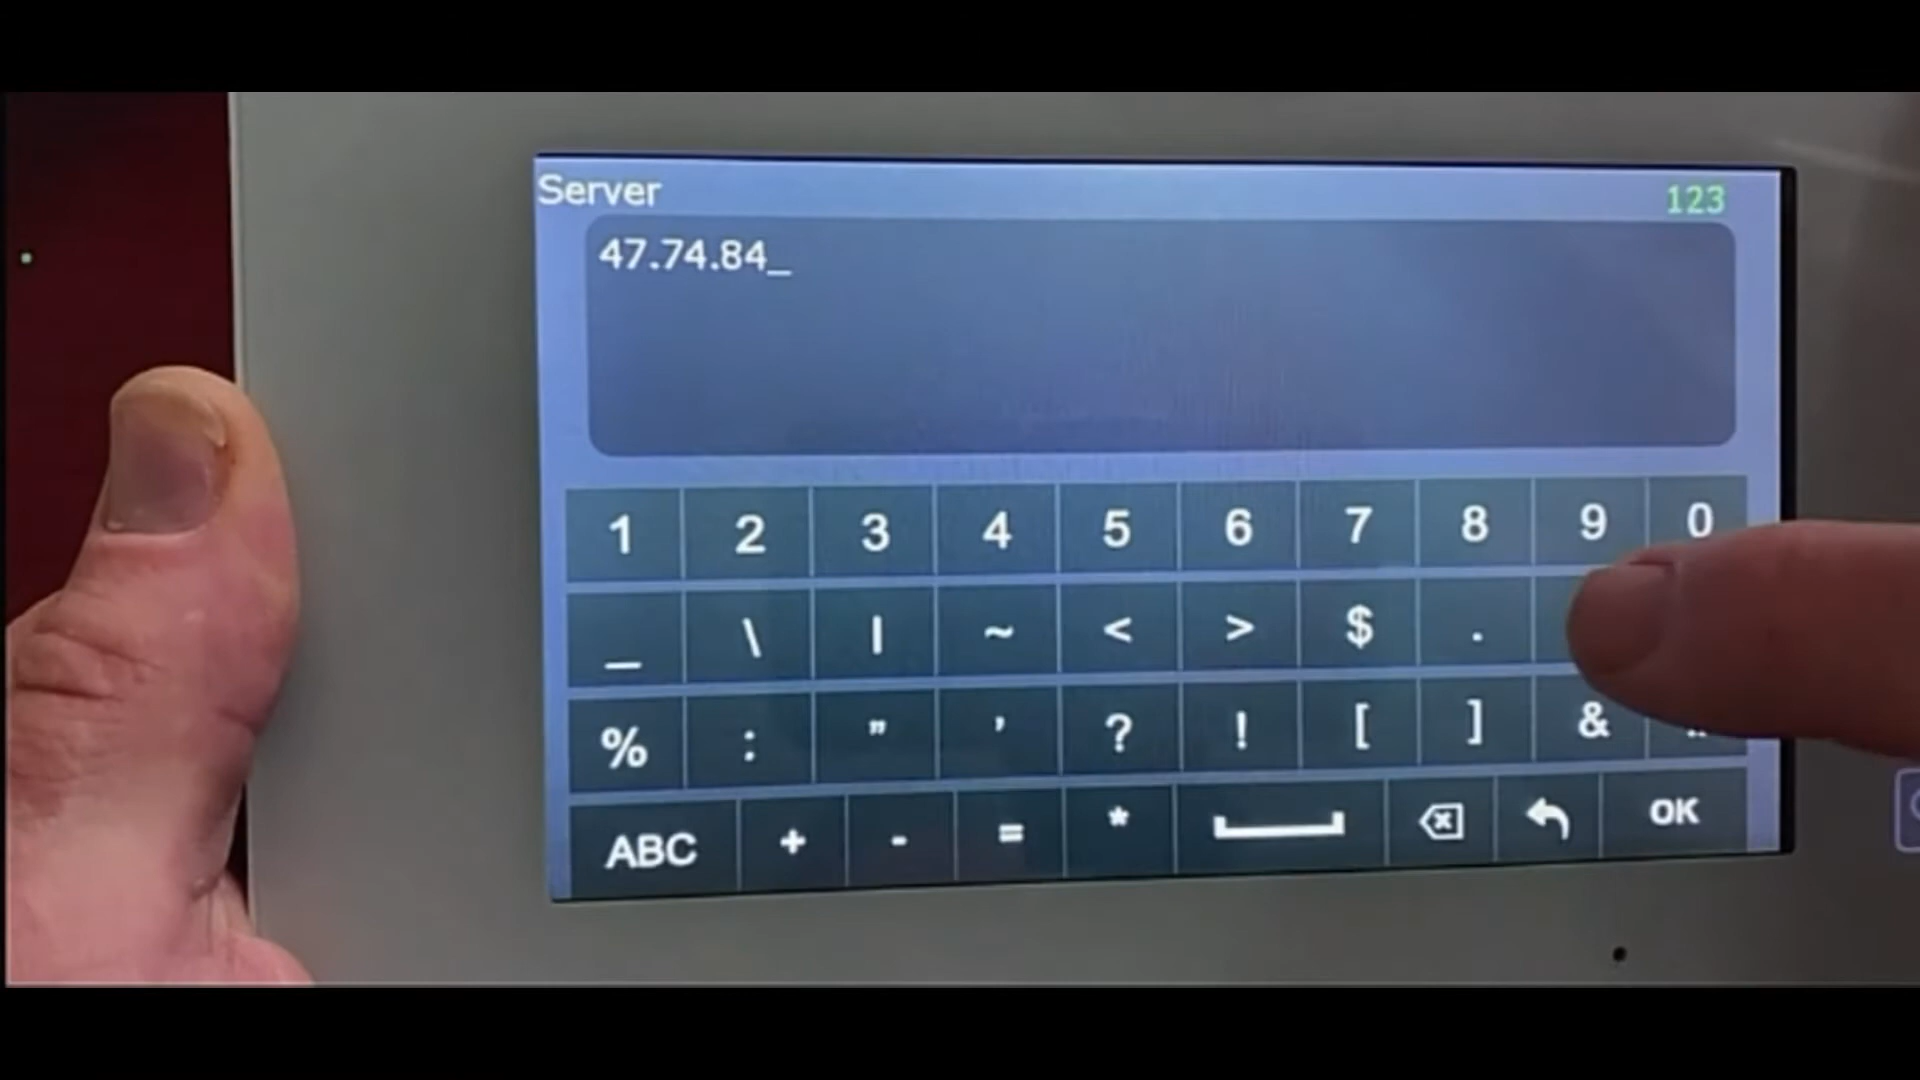 Server
123
47.74.84_
1 2 3 4 5 6 7 8 9 0
_ \ | ~ < > $ .
% : " ' ? ! [ ] &
ABC + - = * OK